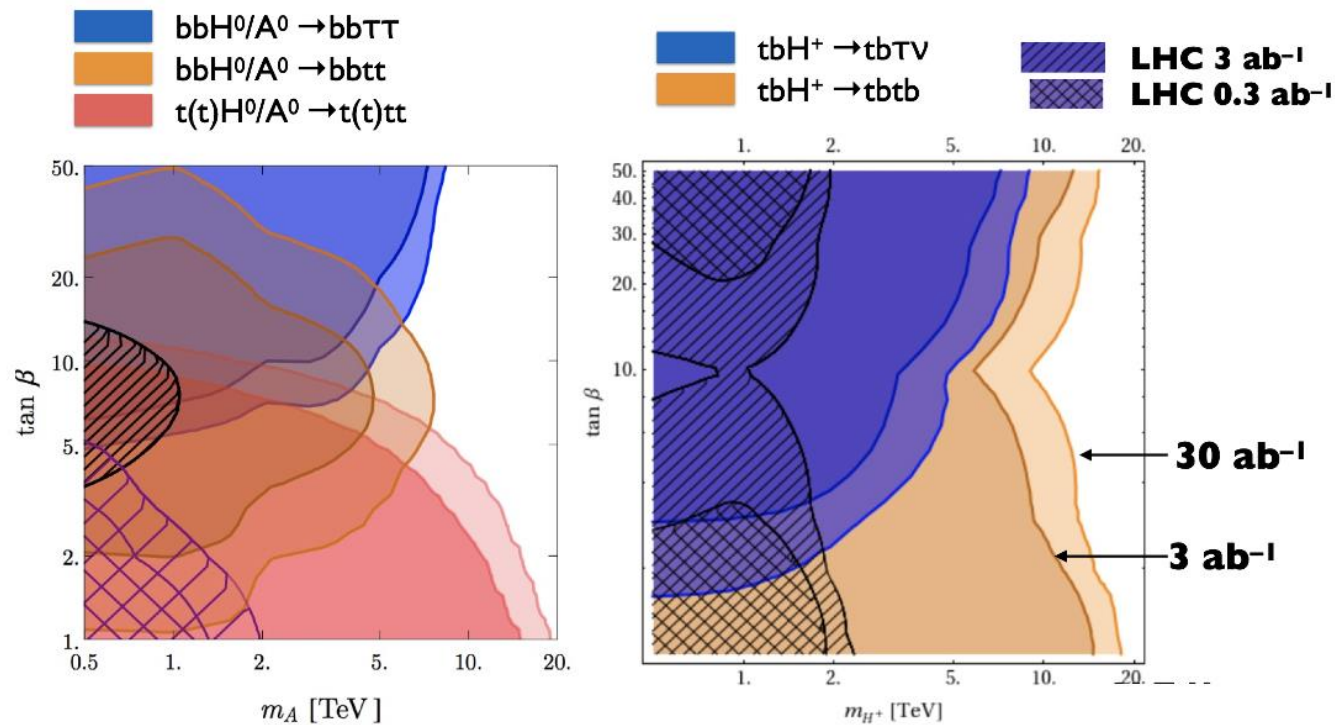 bbH⁰/A⁰ →bbττ
bbH⁰/A⁰ →bbtt
t(t)H⁰/A⁰ →t(t)tt
tbH⁺ →tbτν
tbH⁺ →tbtb
LHC 3 ab⁻¹
LHC 0.3 ab⁻¹
50.
20.
10.
5.
2.
1.
tan β
0.5 1. 2. 5. 10. 20.
m_A [TeV]
1. 2. 5. 10. 20.
50.
40.
30.
20.
10.
tan β
30 ab⁻¹
3 ab⁻¹
1. 2. 5. 10. 20.
m_{H⁺} [TeV]